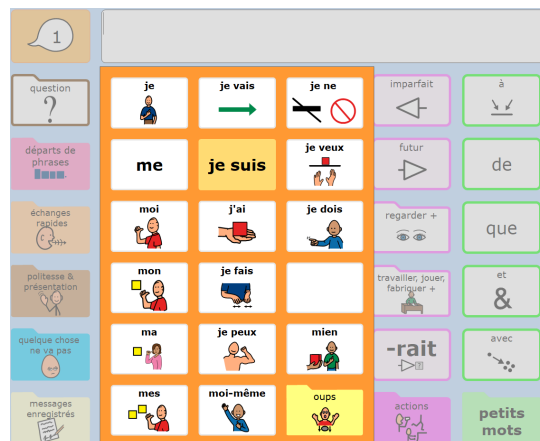 1
question
?
départs de
phrases
échanges
rapides
politesse &
présentation
quelque chose
ne va pas
messages
enregistrés
je
je vais
je ne
me
je suis
je veux
moi
j'ai
je dois
mon
je fais
ma
je peux
mien
mes
moi-même
oups
imparfait
futur
regarder +
travailler, jouer,
fabriquer +
-rait
actions
à
de
que
et
&
avec
petits
mots